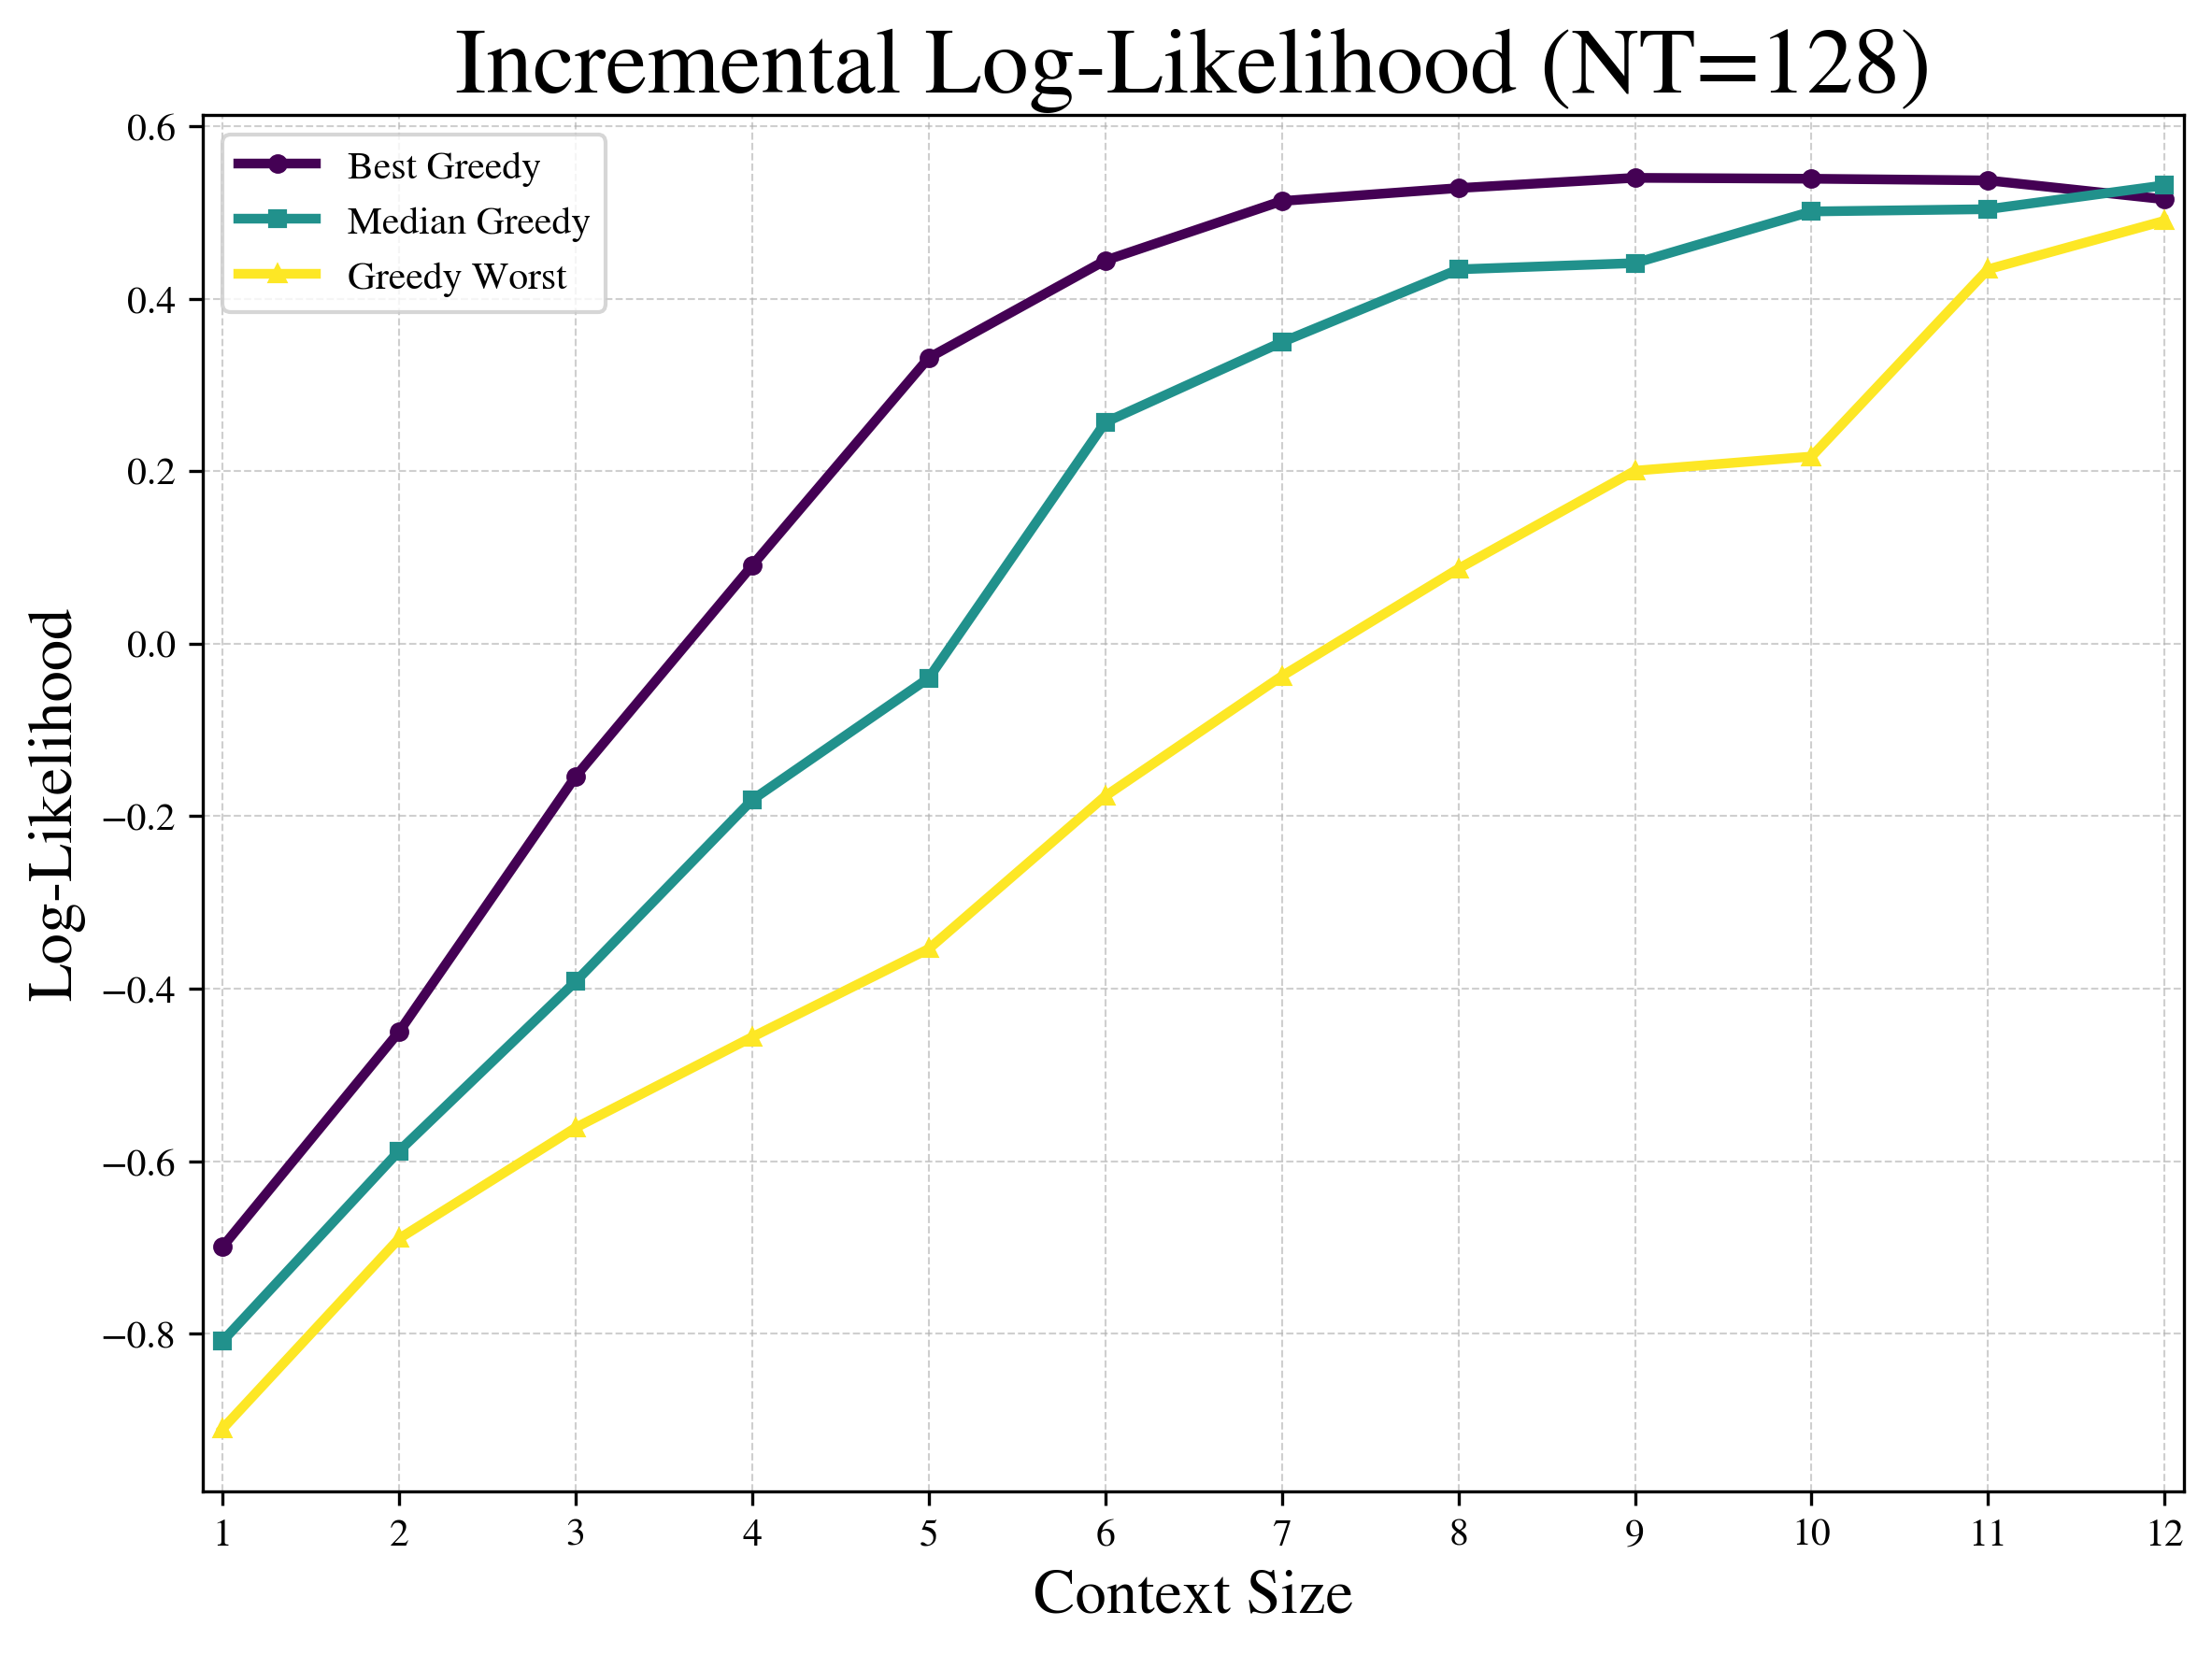 Incremental Log-Likelihood (NT=128)
Best Greedy
Median Greedy
Greedy Worst
Log-Likelihood
0.6
0.4
0.2
0.0
−0.2
−0.4
−0.6
−0.8
1 2 3 4 5 6 7 8 9 10 11 12
Context Size